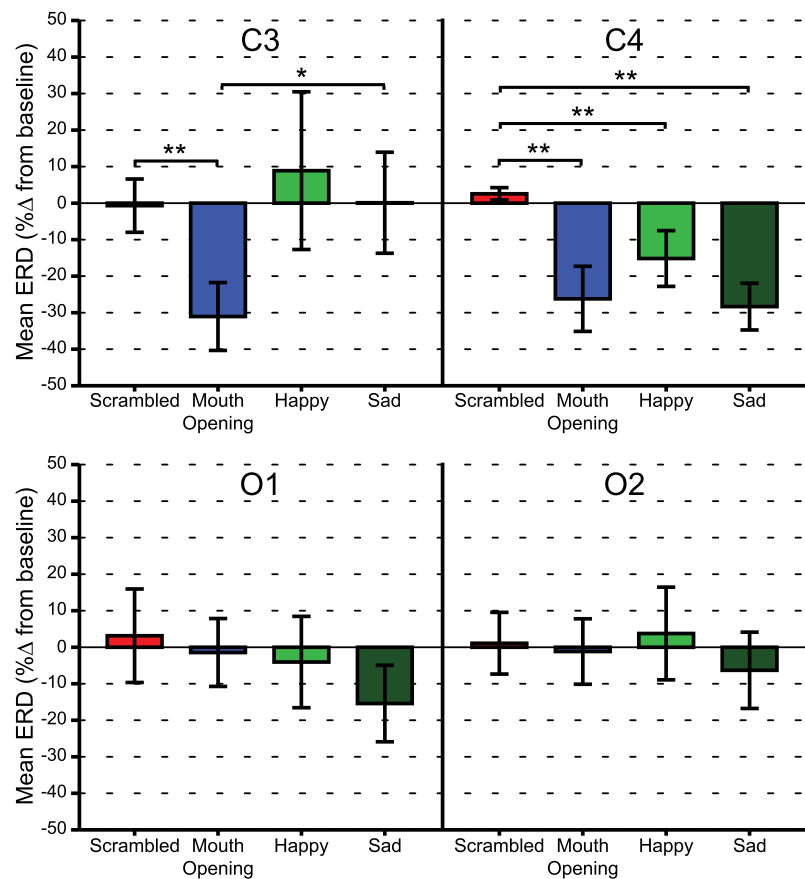 C3
C4
50
40
30
20
10
0
-10
-20
-30
-40
-50
Mean ERD (%Δ from baseline)
*
**
**
**
**
Scrambled Mouth Opening Happy Sad
Scrambled Mouth Opening Happy Sad
O1
O2
50
40
30
20
10
0
-10
-20
-30
-40
-50
Mean ERD (%Δ from baseline)
Scrambled Mouth Opening Happy Sad
Scrambled Mouth Opening Happy Sad